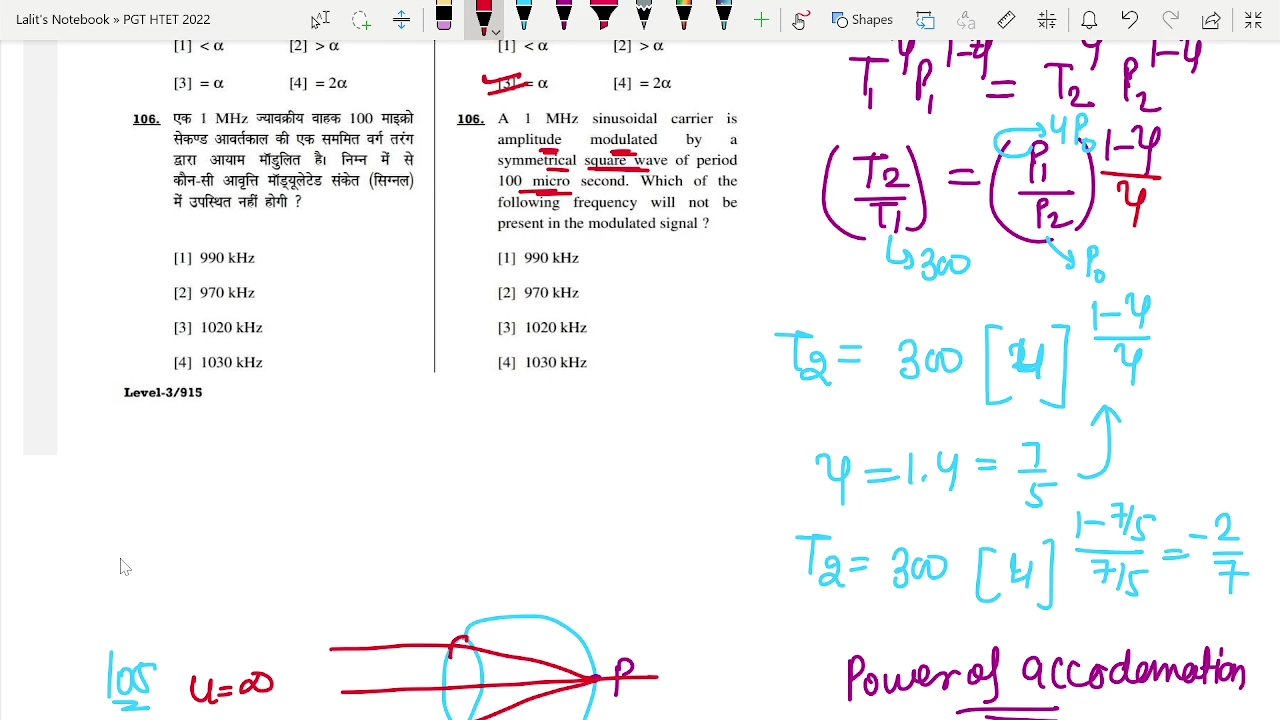 Lalit's Notebook » PGT HTET 2022
Shapes
[1] < α [2] > α
[3] = α [4] = 2α
106. एक 1 MHz ज्यावक्रीय वाहक 100 माइक्रो
सेकण्ड आवर्तकाल की एक सममित वर्ग तरंग
द्वारा आयाम मॉडुलित है। निम्न में से
कौन-सी आवृत्ति मॉड्यूलेटेड संकेत (सिग्नल)
में उपस्थित नहीं होगी ?
[1] 990 kHz
[2] 970 kHz
[3] 1020 kHz
[4] 1030 kHz
Level-3/915
[1] < α [2] > α
[3] = α [4] = 2α
106. A 1 MHz sinusoidal carrier is
amplitude modulated by a
symmetrical square wave of period
100 micro second. Which of the
following frequency will not be
present in the modulated signal ?
[1] 990 kHz
[2] 970 kHz
[3] 1020 kHz
[4] 1030 kHz
T₁^γ P₁^1-γ = T₂^γ P₂^1-γ
(T₂/T₁) = (P₁/P₂)^(1-γ)/γ
4P₀
300
P₀
T₂ = 300 [4]^(1-γ)/γ
γ = 1.4 = 7/5
T₂ = 300 [4]^(1-7/5)/(7/5) = -2/7
105 u = ∞
P
Power of accodemation